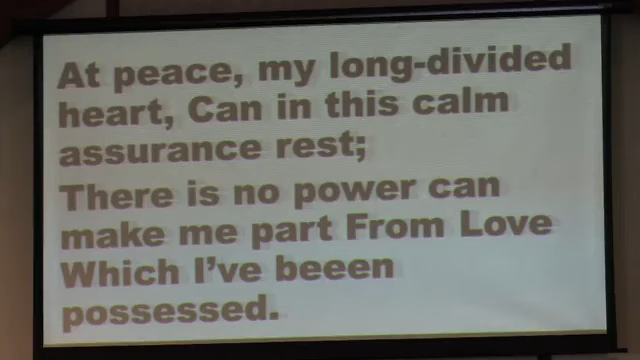 At peace, my long-divided
heart, Can in this calm
assurance rest;
There is no power can
make me part From Love
Which I've beeen
possessed.